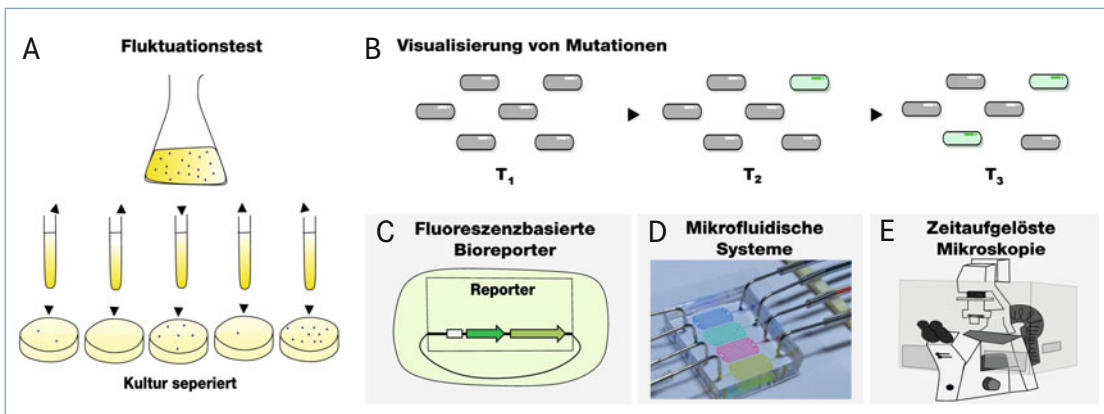 A
Fluktuationstest
Kultur seperiert
B
Visualisierung von Mutationen
T₁
T₂
T₃
C
Fluoreszenzbasierte
Bioreporter
Reporter
D
Mikrofluidische
Systeme
E
Zeitaufgelöste
Mikroskopie